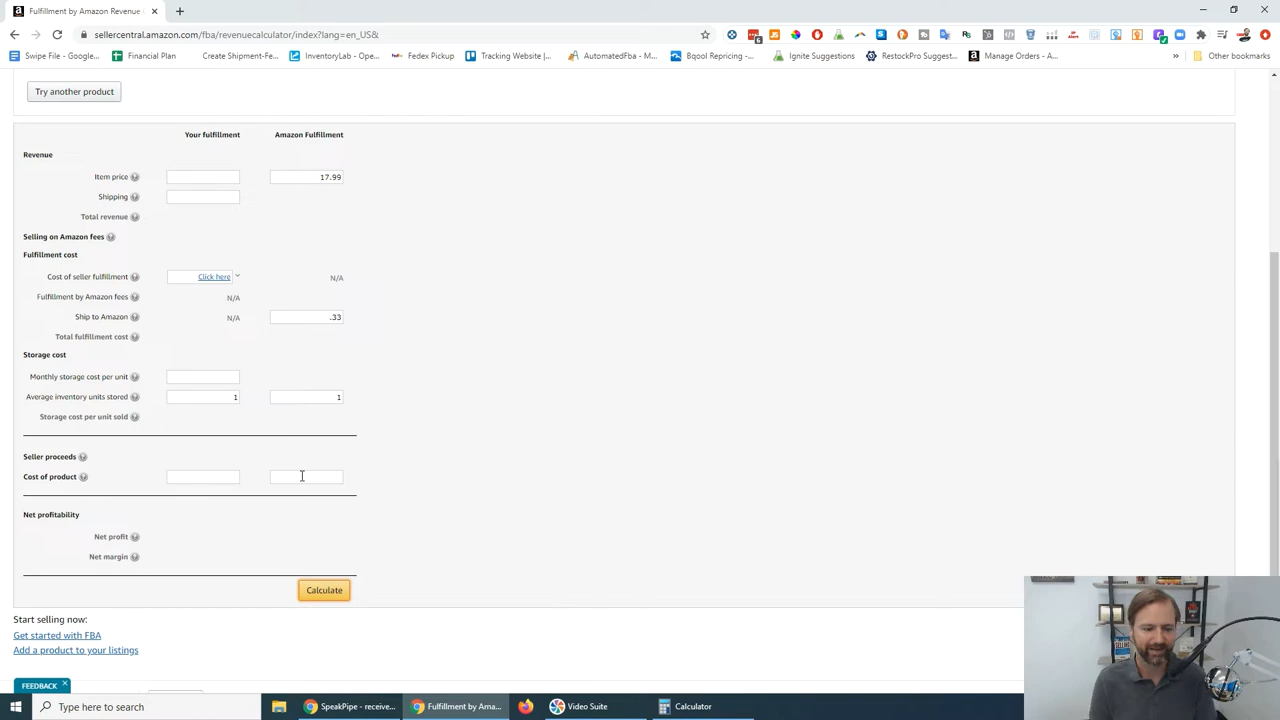 Fulfillment by Amazon Revenue C
sellercentral.amazon.com/fba/revenuecalculator/index?lang=en_US&
Swipe File - Google...
Financial Plan
Create Shipment-Fe...
InventoryLab - Ope...
Fedex Pickup
Tracking Website |...
AutomatedFba — M...
Bqool Repricing -...
Ignite Suggestions
RestockPro Suggest...
Manage Orders - A...
»
Other bookmarks
Try another product
Your fulfillment
Amazon Fulfillment
Revenue
Item price
17.99
Shipping
Total revenue
Selling on Amazon fees
Fulfillment cost
Cost of seller fulfillment
Click here
N/A
Fulfillment by Amazon fees
N/A
Ship to Amazon
N/A
.33
Total fulfillment cost
Storage cost
Monthly storage cost per unit
Average inventory units stored
1
1
Storage cost per unit sold
Seller proceeds
Cost of product
Net profitability
Net profit
Net margin
Calculate
Start selling now:
Get started with FBA
Add a product to your listings
FEEDBACK
Type here to search
SpeakPipe - receive...
Fulfillment by Ama...
Video Suite
Calculator